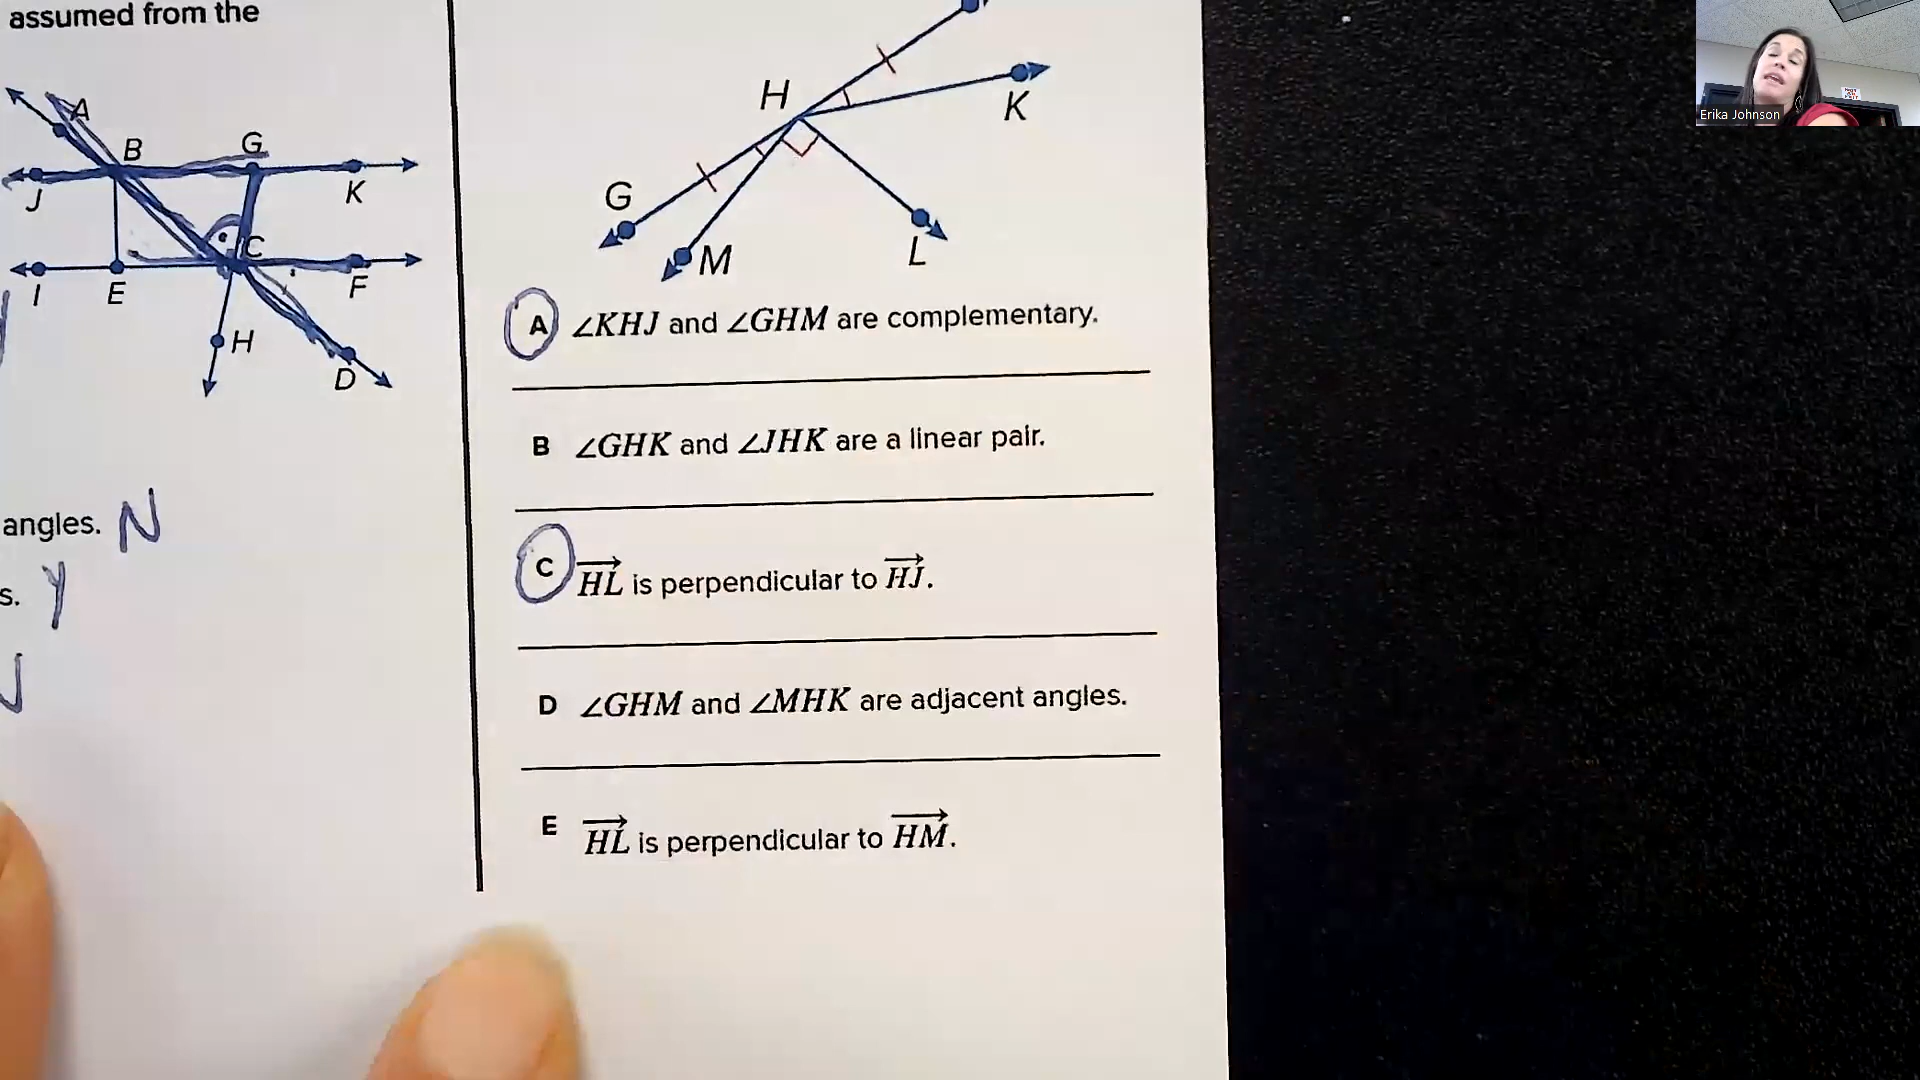 assumed from the
A
B
G
J
K
C
I
E
F
H
D
angles. N
s. Y
H
K
G
M
L
A ∠KHJ and ∠GHM are complementary.
B ∠GHK and ∠JHK are a linear pair.
C HL is perpendicular to HJ.
D ∠GHM and ∠MHK are adjacent angles.
E HL is perpendicular to HM.
Erika Johnson